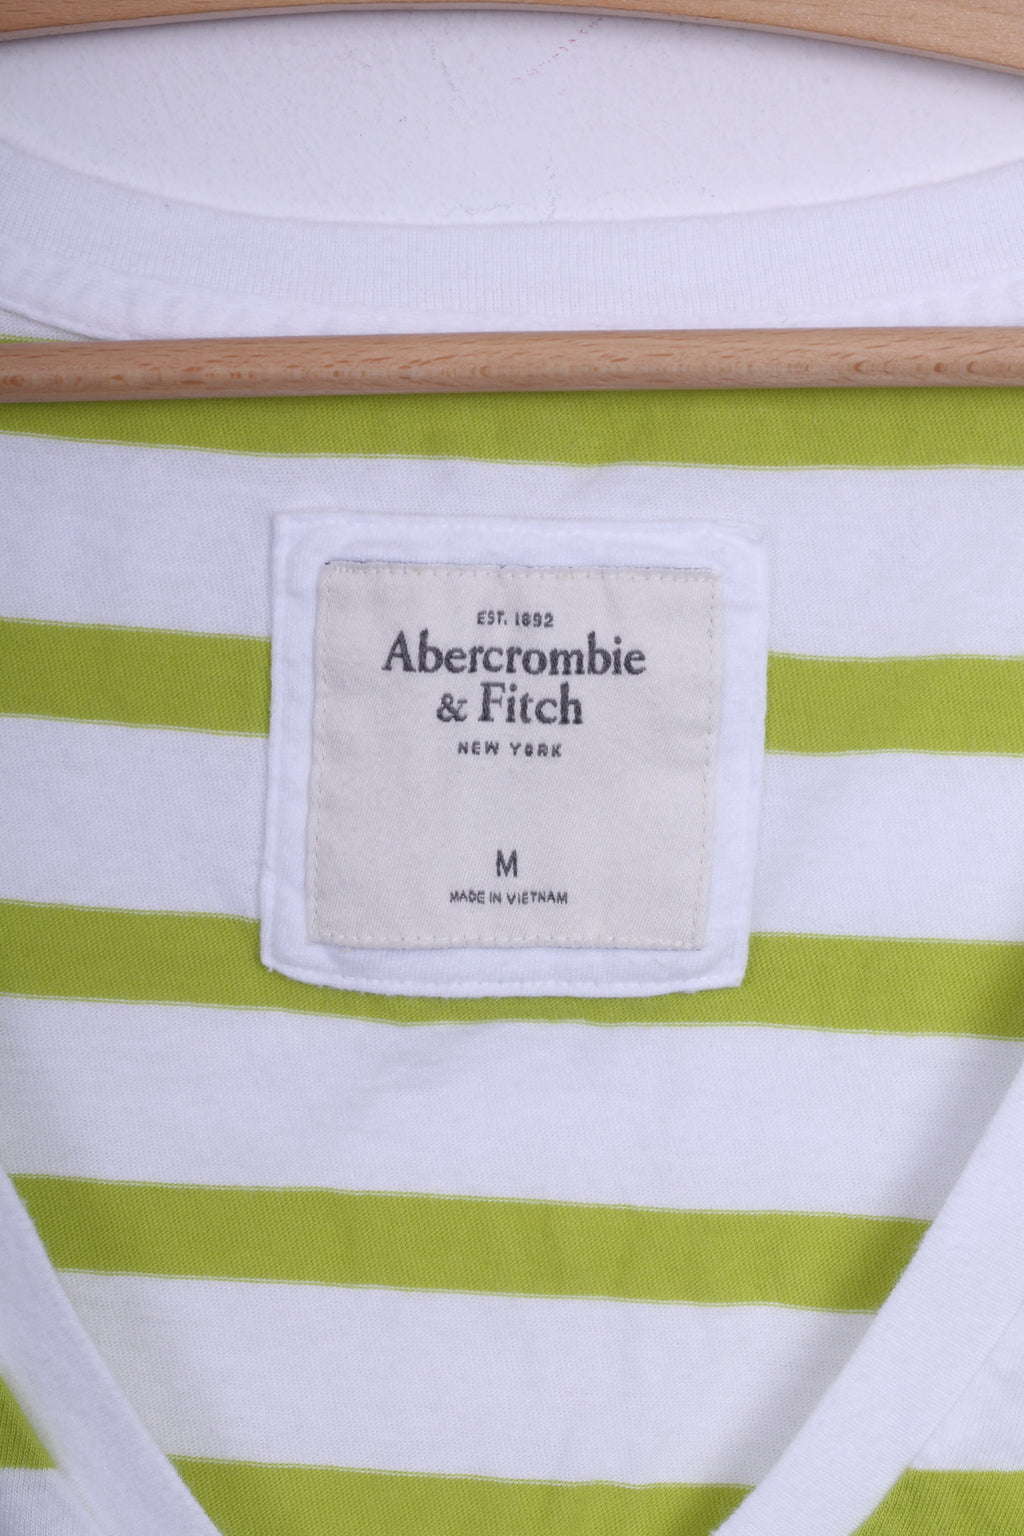 EST. 1892
Abercrombie
& Fitch
NEW YORK
M
MADE IN VIETNAM